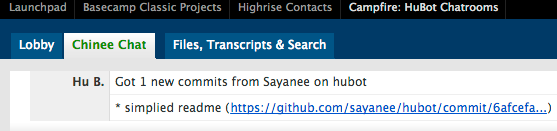 Launchpad Basecamp Classic Projects Highrise Contacts Campfire: HuBot Chatrooms
Lobby Chinee Chat Files, Transcripts & Search
Hu B. Got 1 new commits from Sayanee on hubot
* simplied readme (https://github.com/sayanee/hubot/commit/6afcefa...)